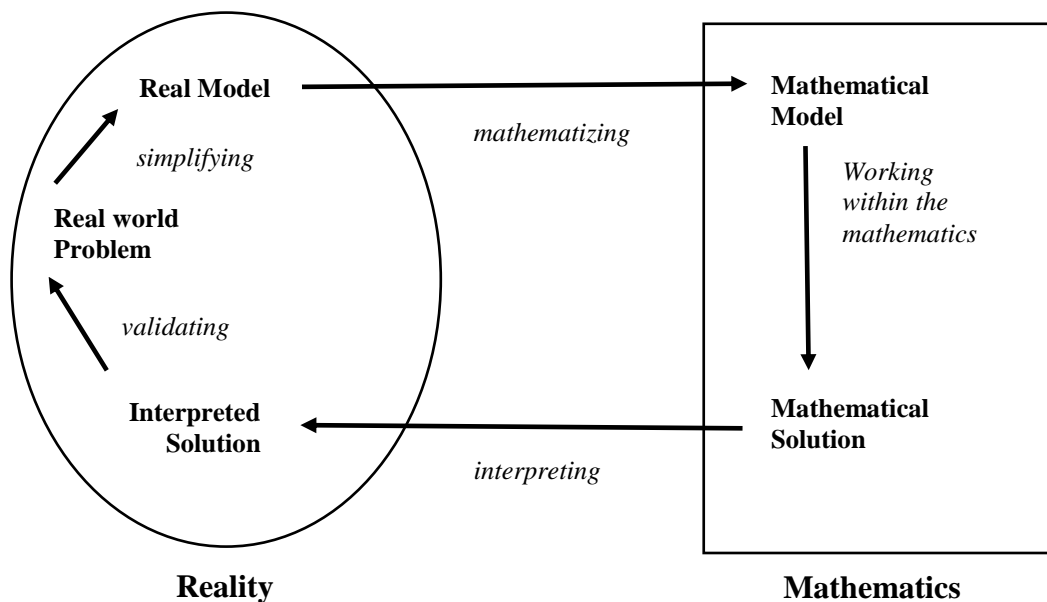 Real Model
Mathematical
Model
mathematizing
simplifying
Working
within the
mathematics
Real world
Problem
validating
Interpreted
Solution
Mathematical
Solution
interpreting
Reality
Mathematics